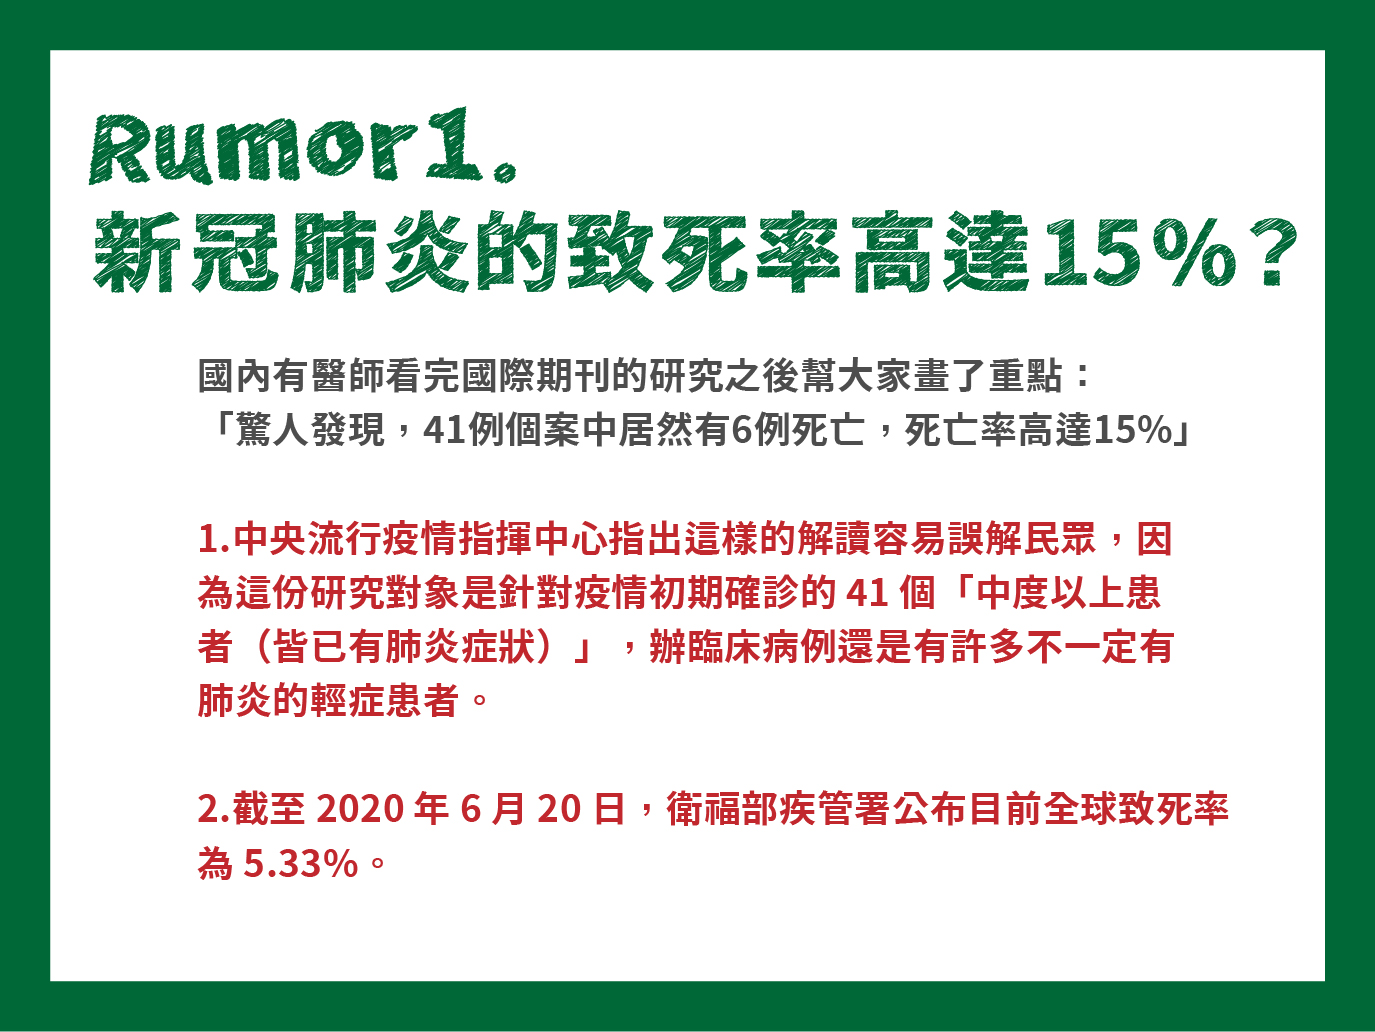 Rumor1.
新冠肺炎的致死率高達15%？
國內有醫師看完國際期刊的研究之後幫大家畫了重點：
「驚人發現，41例個案中居然有6例死亡，死亡率高達15%」
1.中央流行疫情指揮中心指出這樣的解讀容易誤解民眾，因
為這份研究對象是針對疫情初期確診的 41 個「中度以上患
者（皆已有肺炎症狀）」，辦臨床病例還是有許多不一定有
肺炎的輕症患者。
2.截至 2020 年 6 月 20 日，衛福部疾管署公布目前全球致死率
為 5.33%。